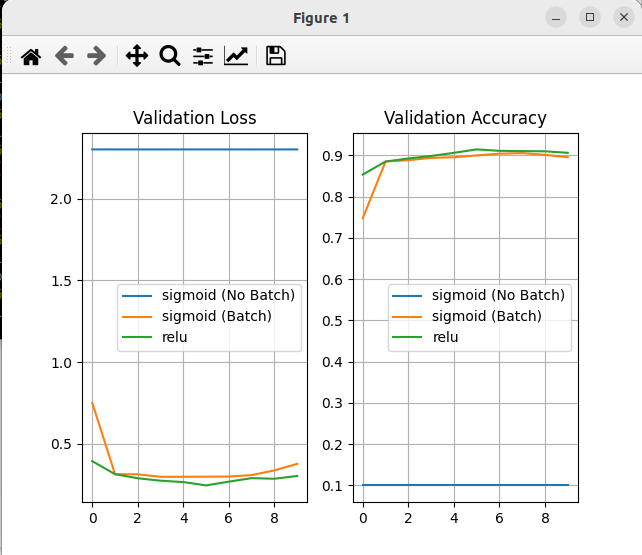 Figure 1
Validation Loss
2.0
1.5
1.0
0.5
0 2 4 6 8
sigmoid (No Batch)
sigmoid (Batch)
relu
Validation Accuracy
0.9
0.8
0.7
0.6
0.5
0.4
0.3
0.2
0.1
0 2 4 6 8
sigmoid (No Batch)
sigmoid (Batch)
relu